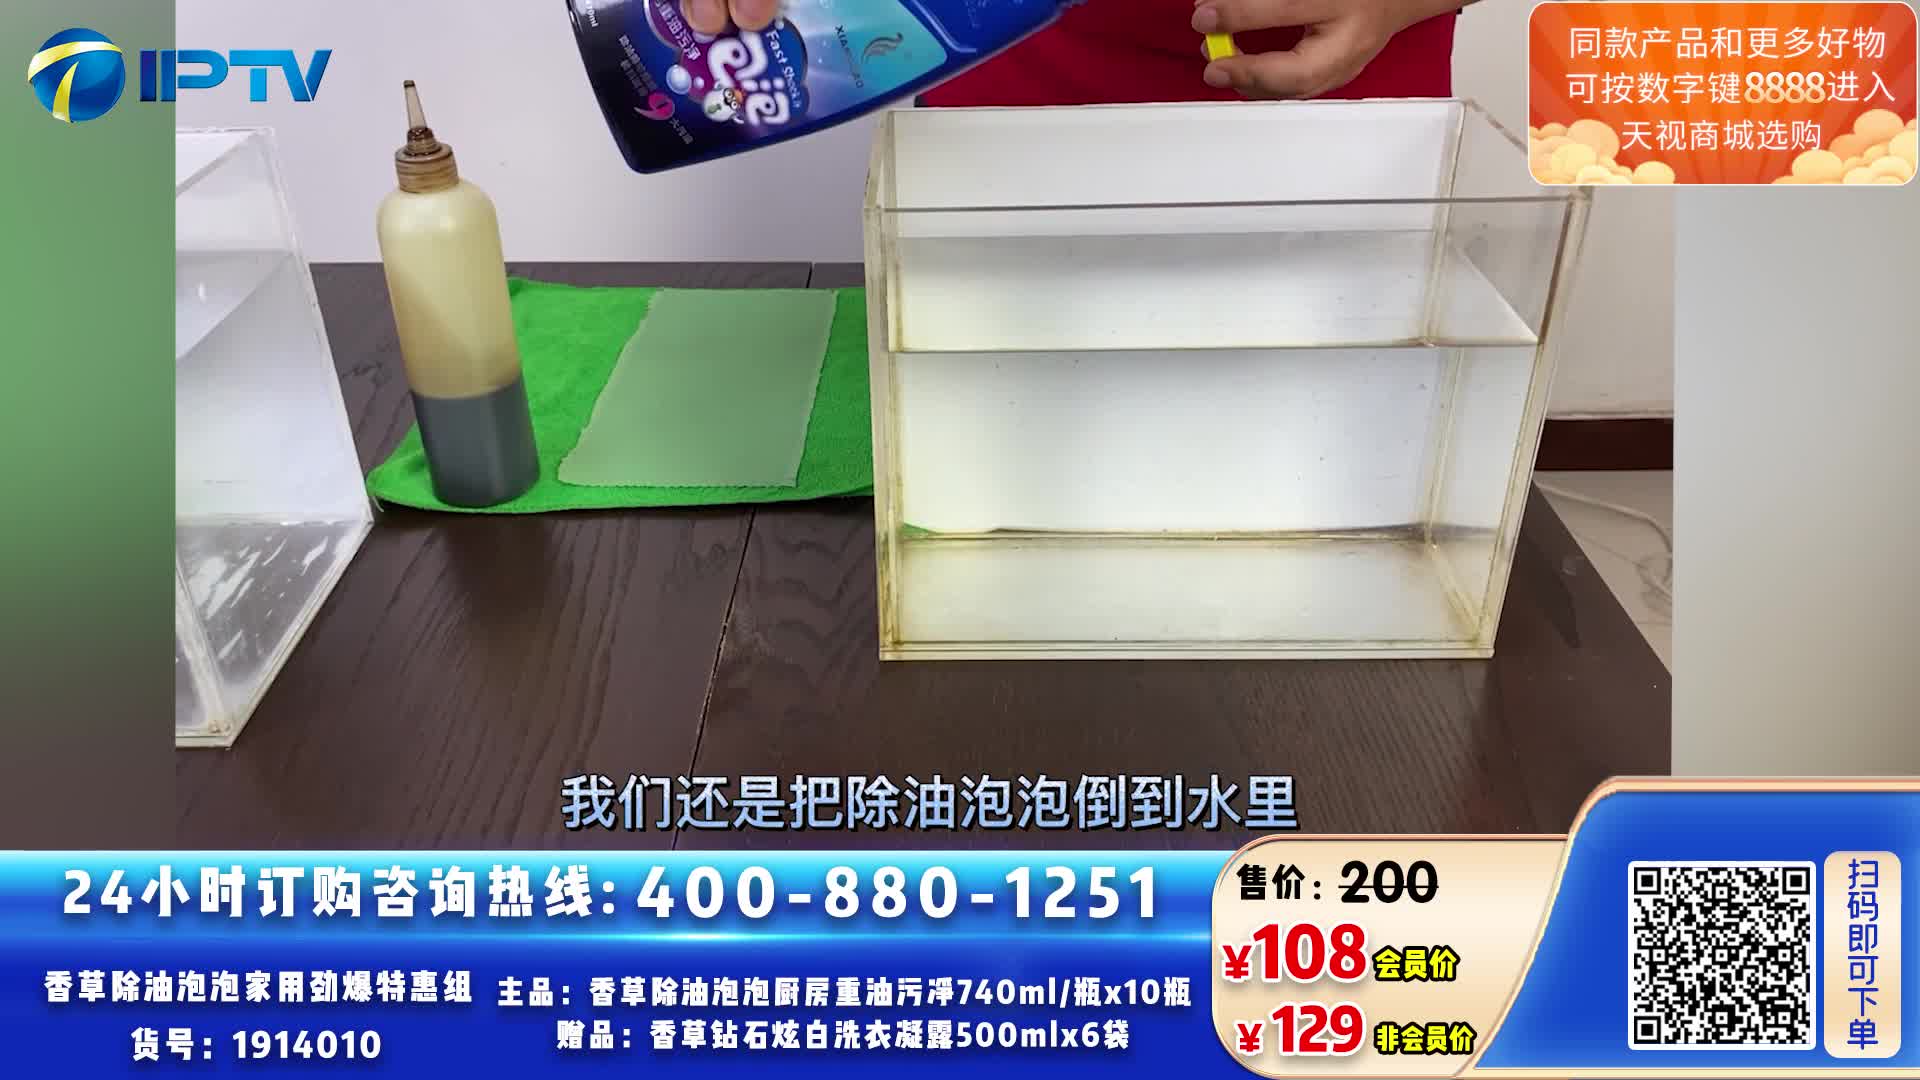 IPTV
同款产品和更多好物
可按数字键8888进入
天视商城选购
Fast Shock it
XIANGCAO
重油污净
我们还是把除油泡泡倒到水里
24小时订购咨询热线:400-880-1251
香草除油泡泡家用劲爆特惠组
货号：1914010
主品：香草除油泡泡厨房重油污净740ml/瓶x10瓶
赠品：香草钻石炫白洗衣凝露500mlx6袋
售价：200
¥108会员价
¥129非会员价
扫码即可下单